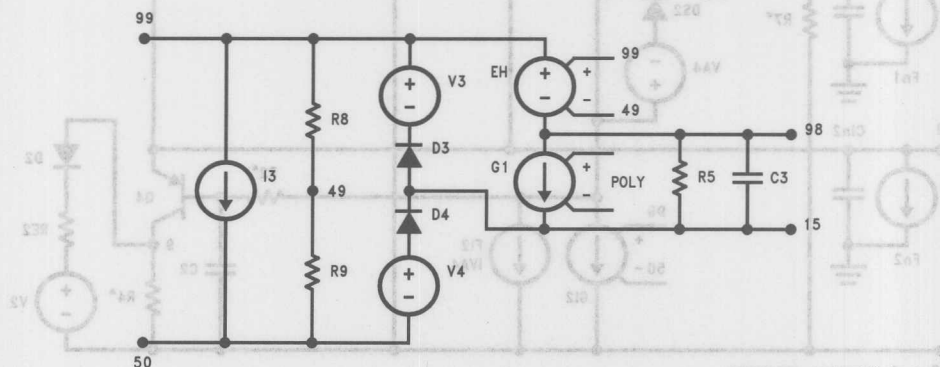 99
V3
EH
+
-
+
-
99
49
R8
D3
98
G1
+
-
POLY
R5
C3
I3
49
D4
15
R9
V4
+
-
50